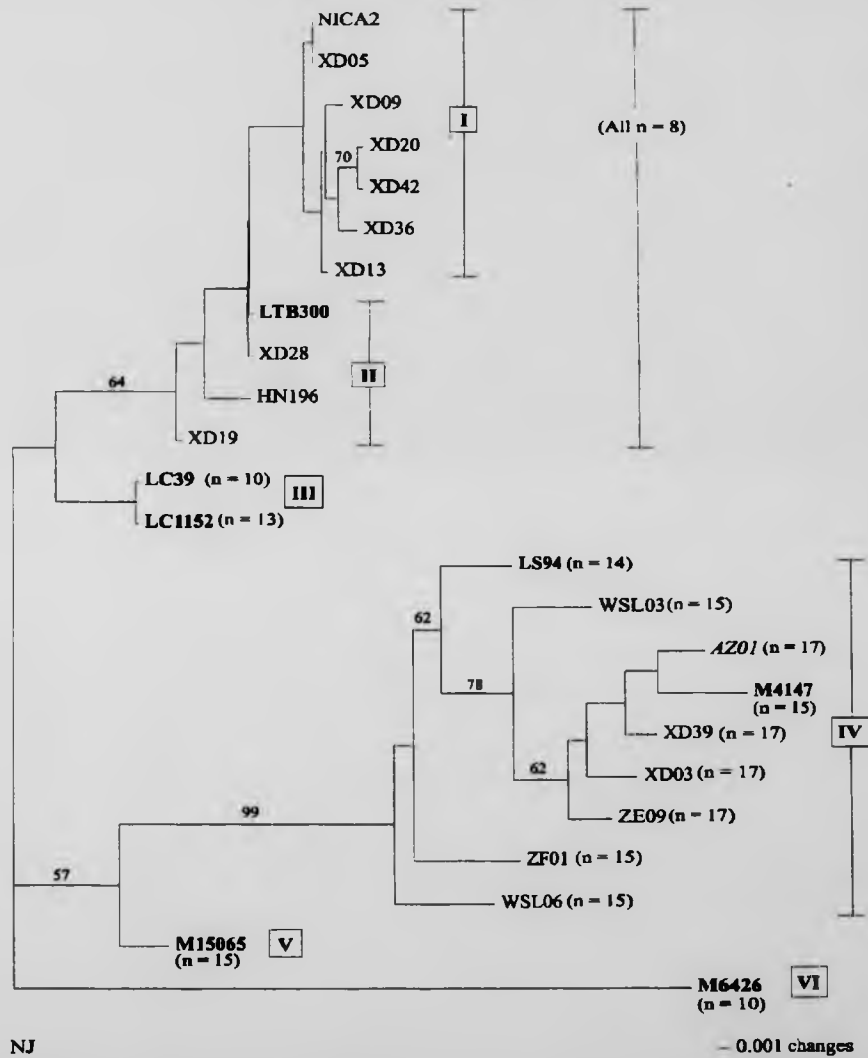 NICA2
XD05
XD09
I
(All n = 8)
70
XD20
XD42
XD36
XD13
LTB300
XD28
II
64
HN196
XD19
LC39 (n = 10)
III
LC1152 (n = 13)
LS94 (n = 14)
WSL03 (n = 15)
62
AZ01 (n = 17)
78
M4147
(n = 15)
XD39 (n = 17)
IV
62
XD03 (n = 17)
ZE09 (n = 17)
99
ZF01 (n = 15)
57
WSL06 (n = 15)
M15065
(n = 15)
V
M6426
(n = 10)
VI
NJ
0.001 changes